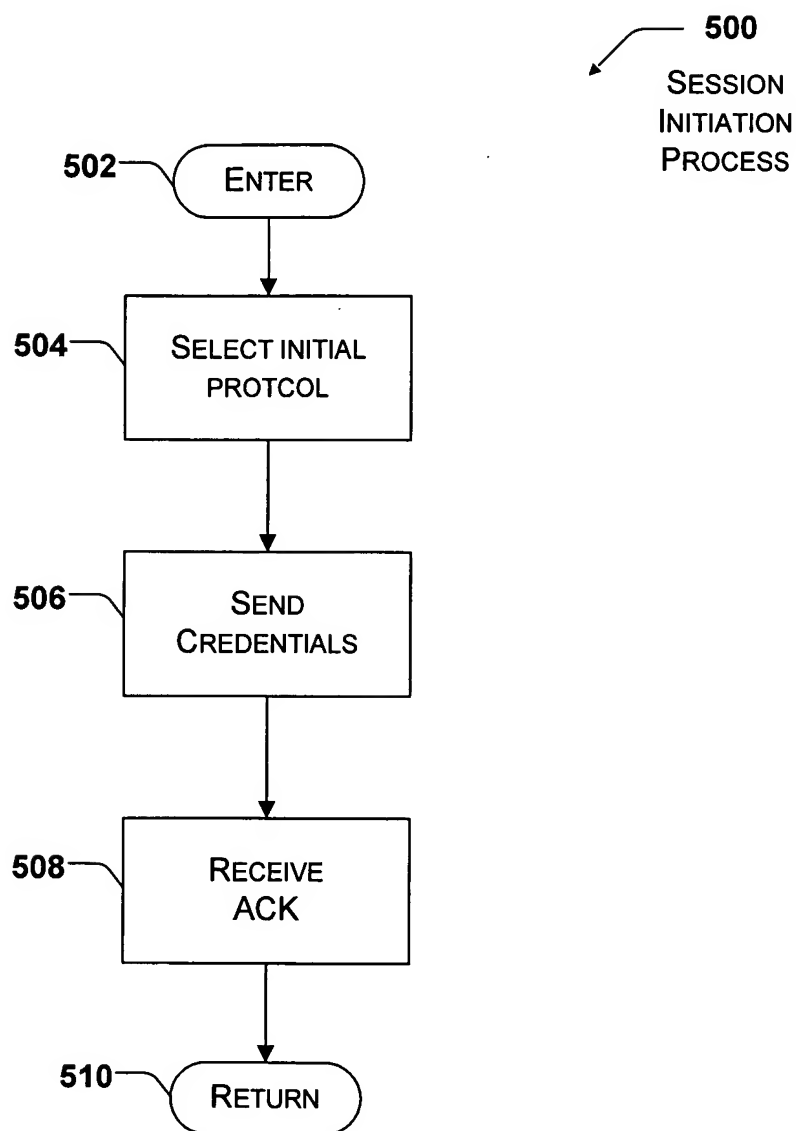 500
SESSION
INITIATION
PROCESS
502
ENTER
504
SELECT INITIAL
PROTCOL
506
SEND
CREDENTIALS
508
RECEIVE
ACK
510
RETURN